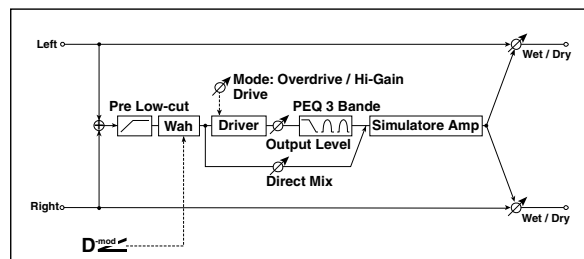 Left
Wet / Dry
Mode: Overdrive / Hi-Gain
Drive
Pre Low-cut
PEQ 3 Bande
Wah
Driver
Simulatore Amp
Output Level
Direct Mix
Right
Wet / Dry
D-mod